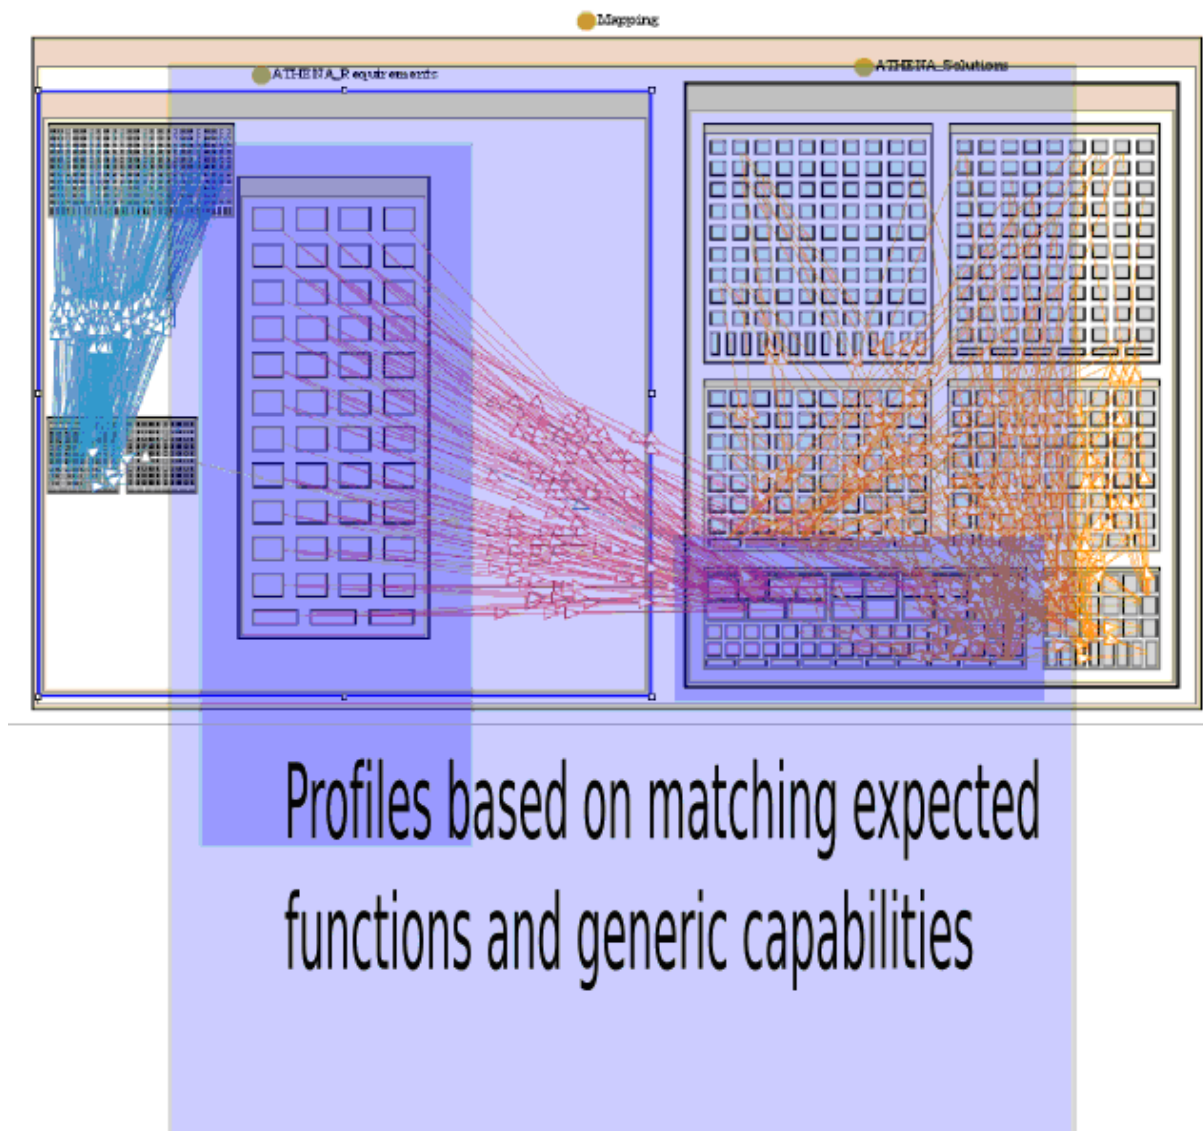 Mapping
ATHENA_Requirements
ATHENA_Solutions
Profiles based on matching expected
functions and generic capabilities